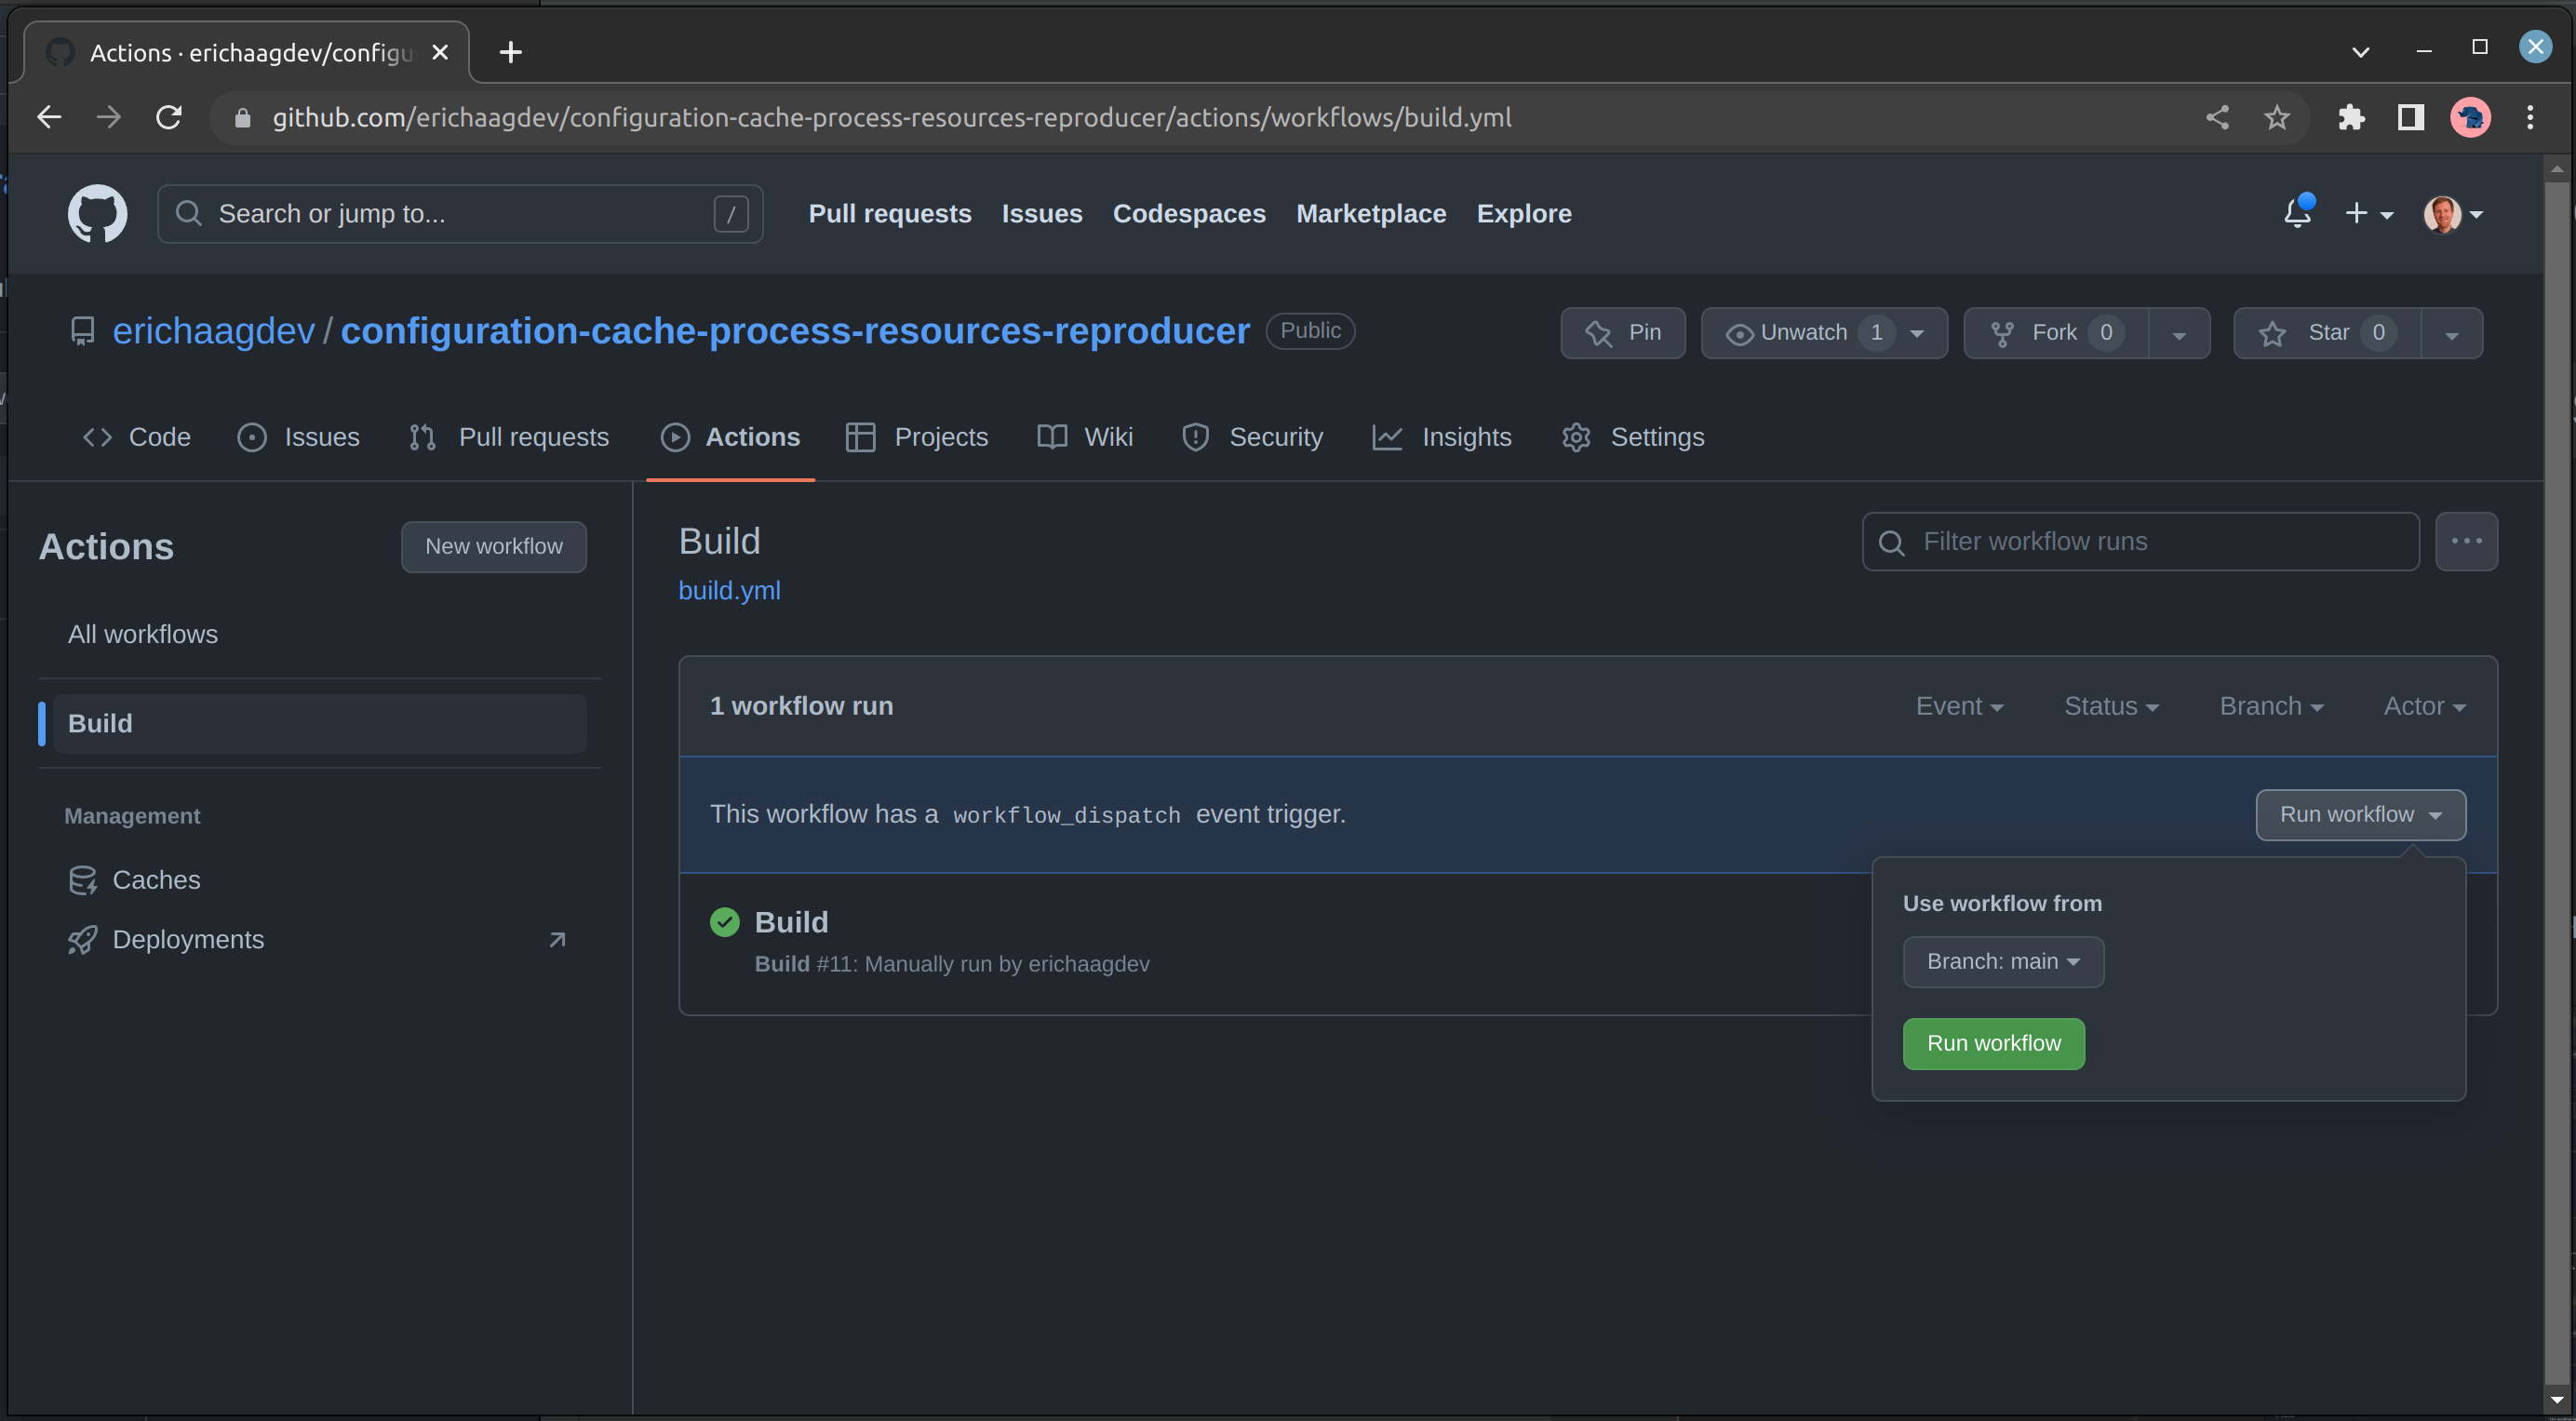 Actions · erichaagdev/configu
github.com/erichaagdev/configuration-cache-process-resources-reproducer/actions/workflows/build.yml
Search or jump to... / Pull requests Issues Codespaces Marketplace Explore
erichaagdev / configuration-cache-process-resources-reproducer Public Pin Unwatch 1 Fork 0 Star 0
Code Issues Pull requests Actions Projects Wiki Security Insights Settings
Actions New workflow
All workflows
Build
Management
Caches
Deployments
Build
build.yml
Filter workflow runs
1 workflow run Event Status Branch Actor
This workflow has a workflow_dispatch event trigger. Run workflow
Build
Build #11: Manually run by erichaagdev
Use workflow from
Branch: main
Run workflow